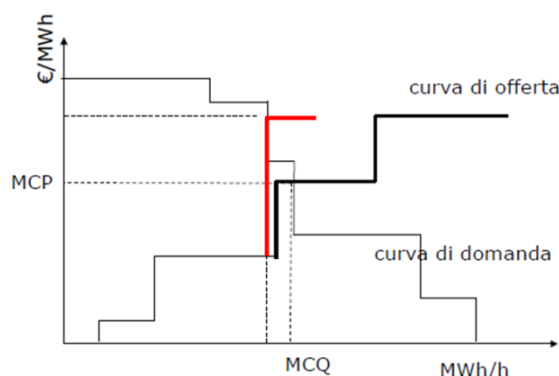 €/MWh
curva di offerta
MCP
curva di domanda
MCQ
MWh/h